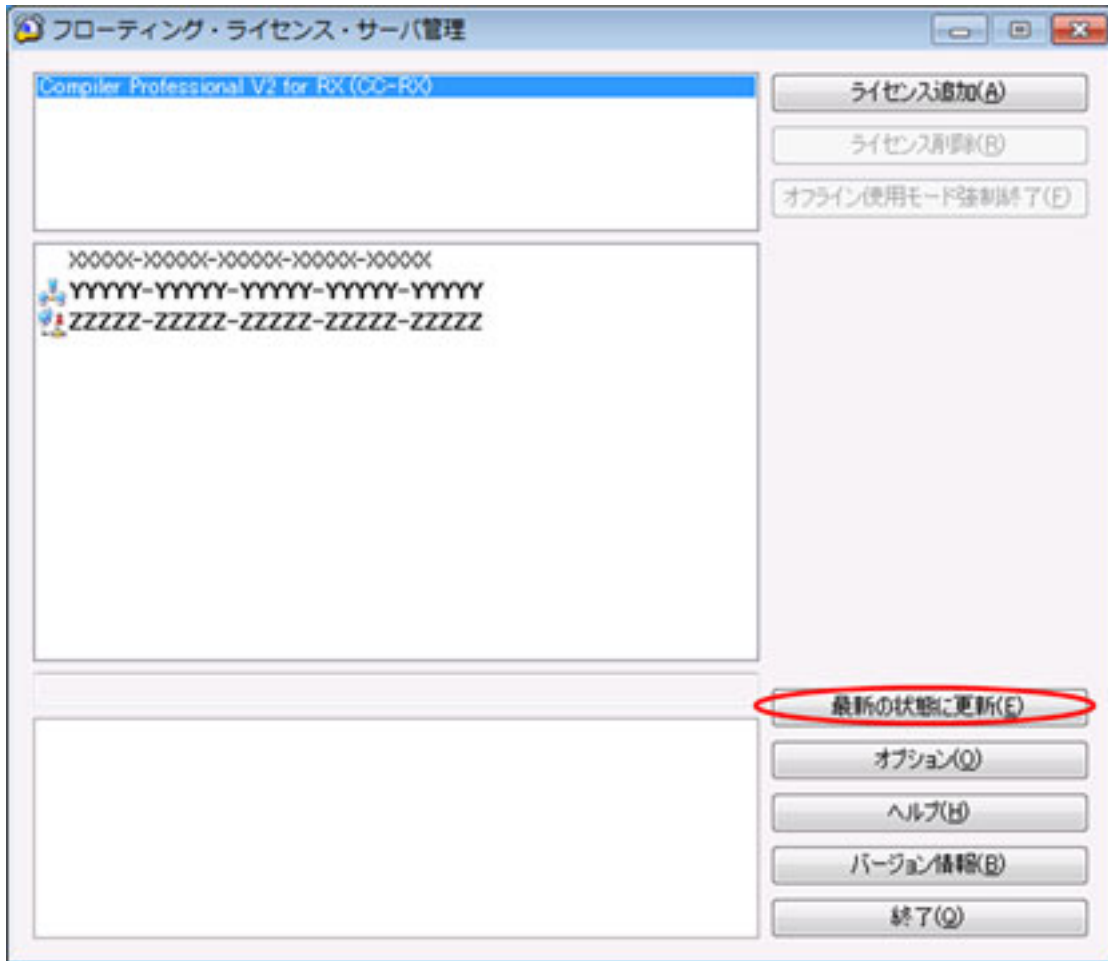 フローティング・ライセンス・サーバ管理
Compiler Professional V2 for RX (CC-RX)
ライセンス追加(A)
ライセンス削除(R)
オフライン使用モード強制終了(F)
XXXXX-XXXXX-XXXXX-XXXXX-XXXXX
YYYYY-YYYYY-YYYYY-YYYYY-YYYYY
ZZZZZ-ZZZZZ-ZZZZZ-ZZZZZ-ZZZZZ
最新の状態に更新(E)
オプション(O)
ヘルプ(H)
バージョン情報(B)
終了(Q)